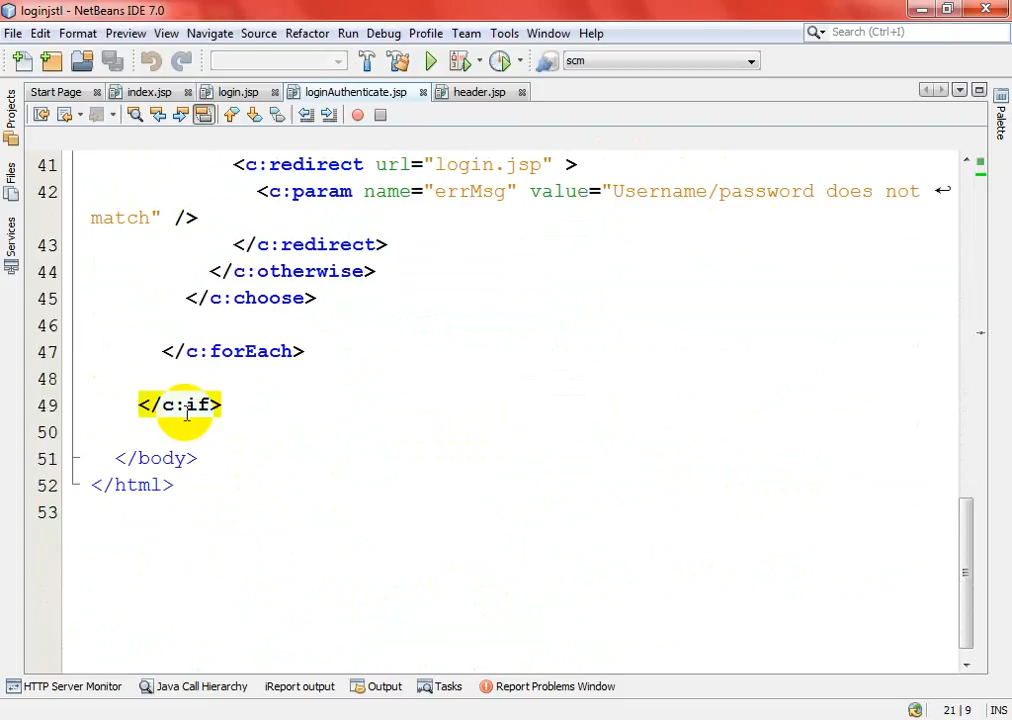 loginjstl - NetBeans IDE 7.0
File Edit Format Preview View Navigate Source Refactor Run Debug Profile Team Tools Window Help
Search (Ctrl+I)
scm
Start Page index.jsp login.jsp loginAuthenticate.jsp header.jsp
Projects
Files
Services
Palette
41 <c:redirect url="login.jsp" >
42 <c:param name="errMsg" value="Username/password does not
match" />
43 </c:redirect>
44 </c:otherwise>
45 </c:choose>
46
47 </c:forEach>
48
49 </c:if>
50
51 </body>
52 </html>
53
HTTP Server Monitor Java Call Hierarchy iReport output Output Tasks Report Problems Window
21 | 9 INS